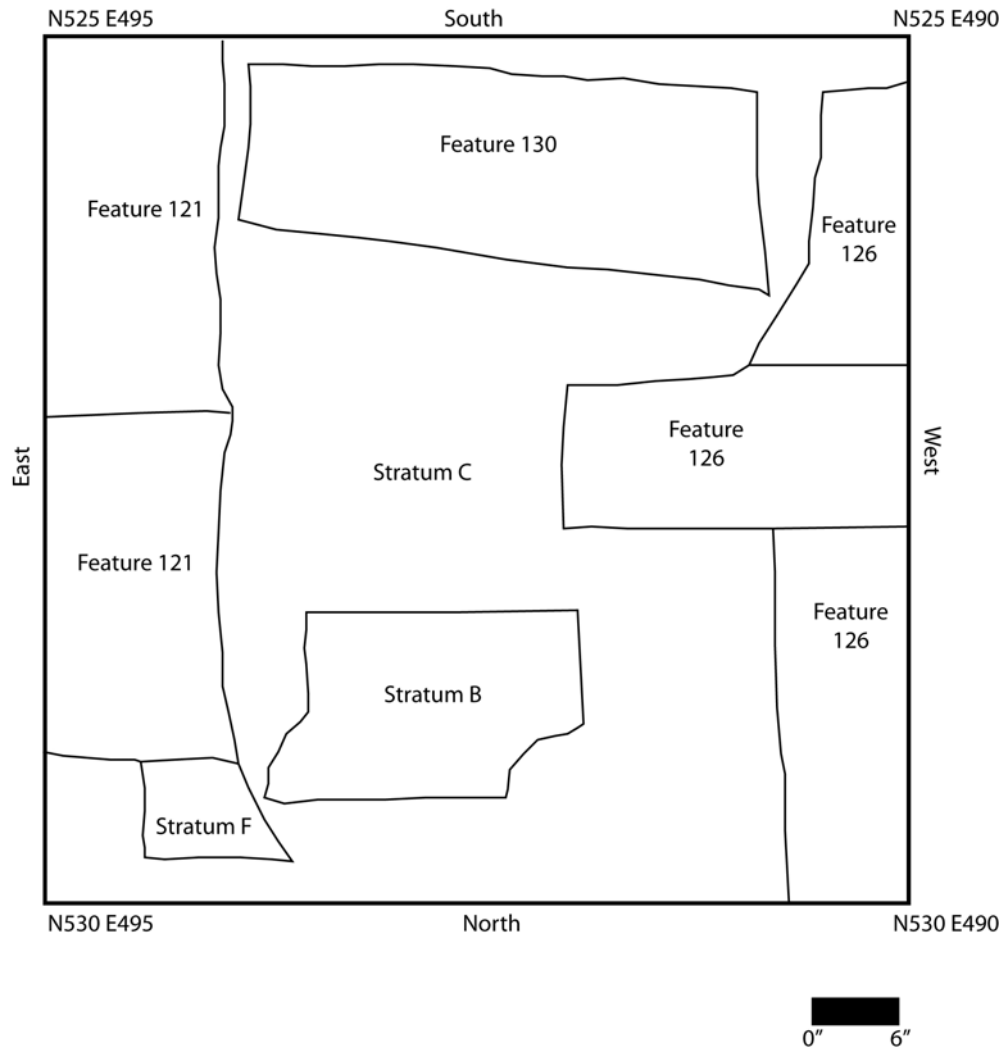 N525 E495
South
N525 E490
Feature 130
Feature 121
Feature
126
East
Feature
126
West
Stratum C
Feature 121
Feature
126
Stratum B
Stratum F
N530 E495
North
N530 E490
0"
6"